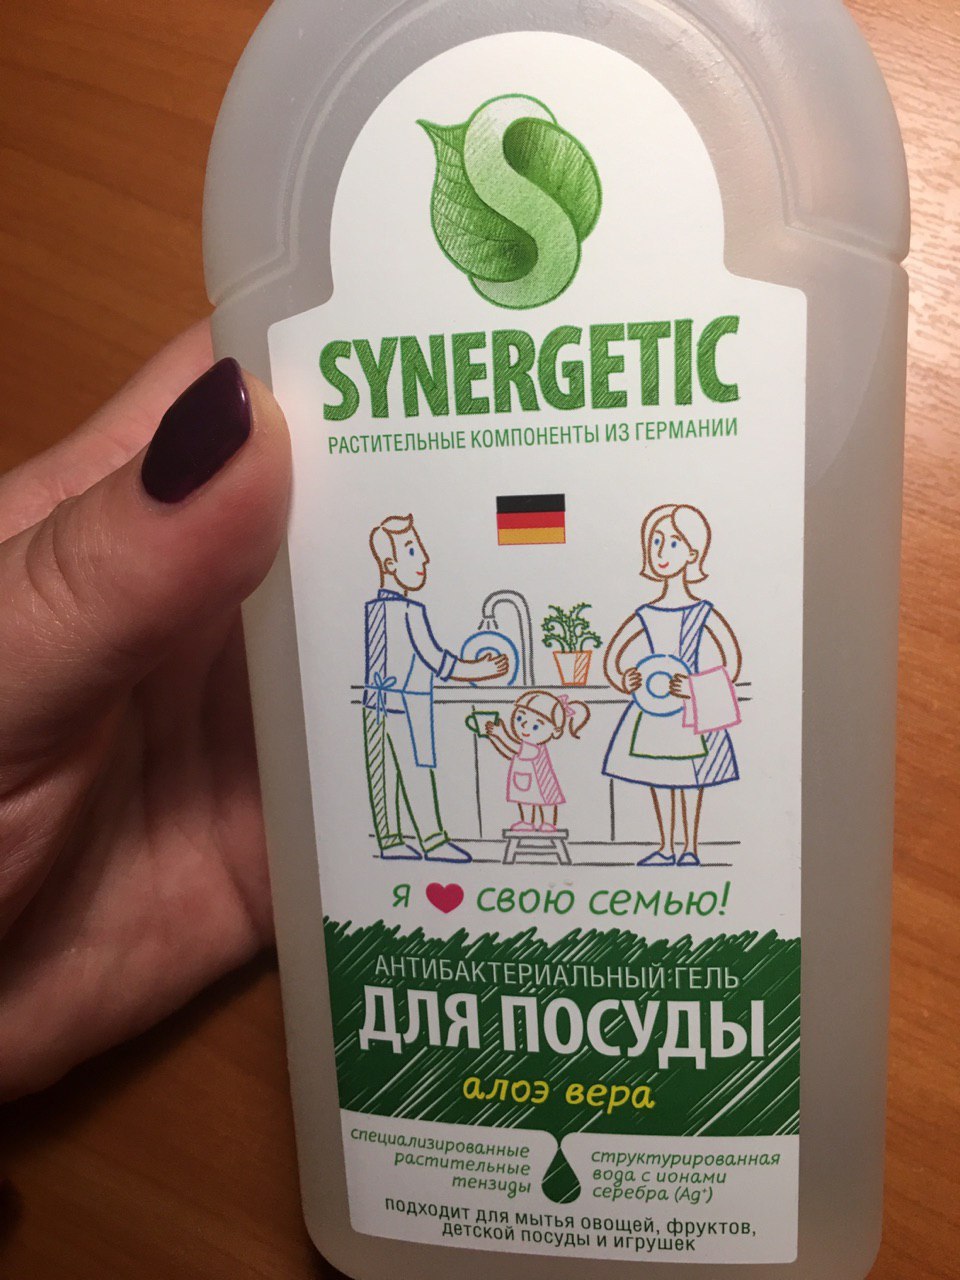 SYNERGETIC
РАСТИТЕЛЬНЫЕ КОМПОНЕНТЫ ИЗ ГЕРМАНИИ
я ❤ свою семью!
АНТИБАКТЕРИАЛЬНЫЙ ГЕЛЬ
ДЛЯ ПОСУДЫ
алоэ вера
специализированные
растительные
тензиды
структурированная
вода с ионами
серебра (Ag⁺)
подходит для мытья овощей, фруктов,
детской посуды и игрушек